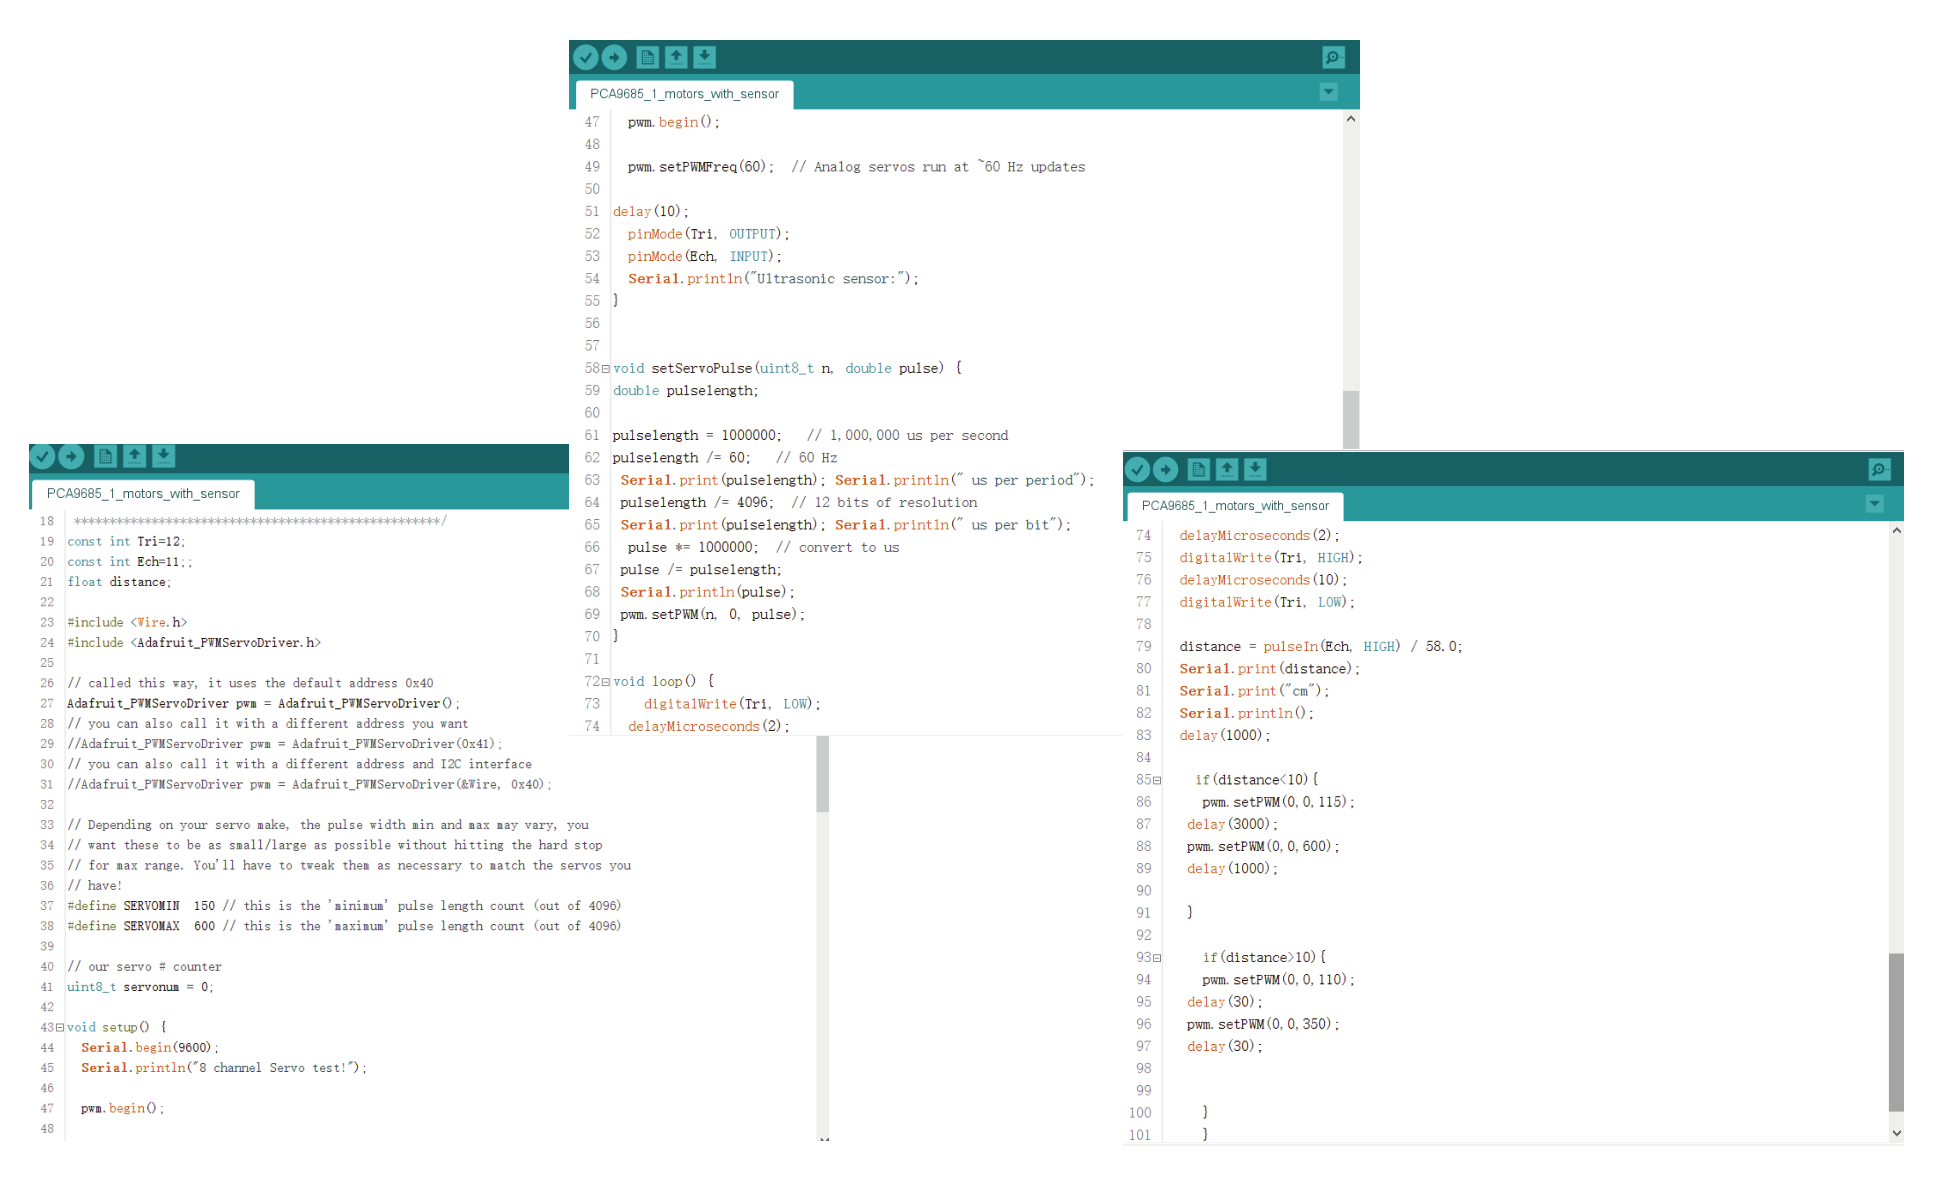 PCA9685_1_motors_with_sensor
18 ****************************************************/
19 const int Tri=12;
20 const int Ech=11;;
21 float distance;
22
23 #include <Wire.h>
24 #include <Adafruit_PWMServoDriver.h>
25
26 // called this way, it uses the default address 0x40
27 Adafruit_PWMServoDriver pwm = Adafruit_PWMServoDriver();
28 // you can also call it with a different address you want
29 //Adafruit_PWMServoDriver pwm = Adafruit_PWMServoDriver(0x41);
30 // you can also call it with a different address and I2C interface
31 //Adafruit_PWMServoDriver pwm = Adafruit_PWMServoDriver(&Wire, 0x40);
32
33 // Depending on your servo make, the pulse width min and max may vary, you
34 // want these to be as small/large as possible without hitting the hard stop
35 // for max range. You'll have to tweak them as necessary to match the servos you
36 // have!
37 #define SERVOMIN  150 // this is the 'minimum' pulse length count (out of 4096)
38 #define SERVOMAX  600 // this is the 'maximum' pulse length count (out of 4096)
39
40 // our servo # counter
41 uint8_t servonum = 0;
42
43 void setup() {
44 Serial.begin(9600);
45 Serial.println("8 channel Servo test!");
46
47 pwm.begin();
48
PCA9685_1_motors_with_sensor
47 pwm.begin();
48
49 pwm.setPWMFreq(60);  // Analog servos run at ~60 Hz updates
50
51 delay(10);
52 pinMode(Tri, OUTPUT);
53 pinMode(Ech, INPUT);
54 Serial.println("Ultrasonic sensor:");
55 }
56
57
58 void setServoPulse(uint8_t n, double pulse) {
59 double pulselength;
60
61 pulselength = 1000000;   // 1,000,000 us per second
62 pulselength /= 60;   // 60 Hz
63 Serial.print(pulselength); Serial.println(" us per period");
64 pulselength /= 4096;  // 12 bits of resolution
65 Serial.print(pulselength); Serial.println(" us per bit");
66 pulse *= 1000000;  // convert to us
67 pulse /= pulselength;
68 Serial.println(pulse);
69 pwm.setPWM(n, 0, pulse);
70 }
71
72 void loop() {
73 digitalWrite(Tri, LOW);
74 delayMicroseconds(2);
PCA9685_1_motors_with_sensor
74 delayMicroseconds(2);
75 digitalWrite(Tri, HIGH);
76 delayMicroseconds(10);
77 digitalWrite(Tri, LOW);
78
79 distance = pulseIn(Ech, HIGH) / 58.0;
80 Serial.print(distance);
81 Serial.print("cm");
82 Serial.println();
83 delay(1000);
84
85 if(distance<10){
86 pwm.setPWM(0,0,115);
87 delay(3000);
88 pwm.setPWM(0,0,600);
89 delay(1000);
90
91 }
92
93 if(distance>10){
94 pwm.setPWM(0,0,110);
95 delay(30);
96 pwm.setPWM(0,0,350);
97 delay(30);
98
99
100 }
101 }